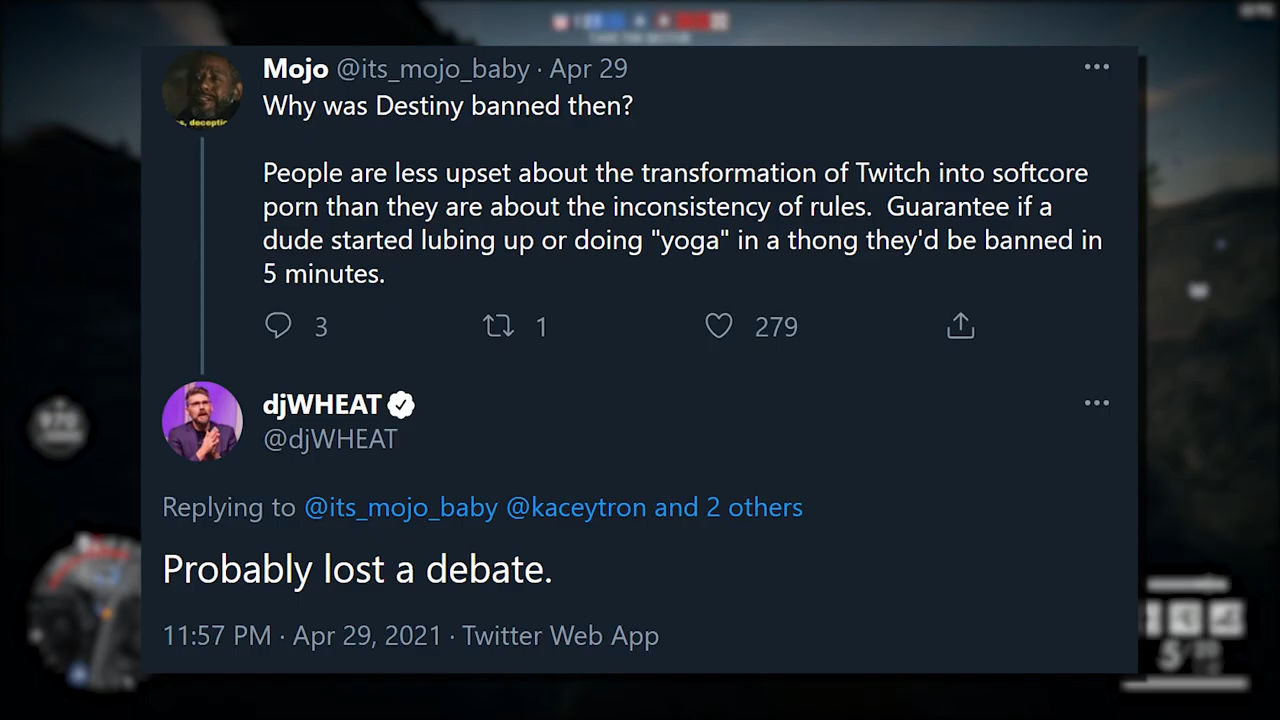 Mojo @its_mojo_baby · Apr 29
Why was Destiny banned then?
People are less upset about the transformation of Twitch into softcore
porn than they are about the inconsistency of rules.  Guarantee if a
dude started lubing up or doing "yoga" in a thong they'd be banned in
5 minutes.
3 1 279
djWHEAT
@djWHEAT
Replying to @its_mojo_baby @kaceytron and 2 others
Probably lost a debate.
11:57 PM · Apr 29, 2021 · Twitter Web App